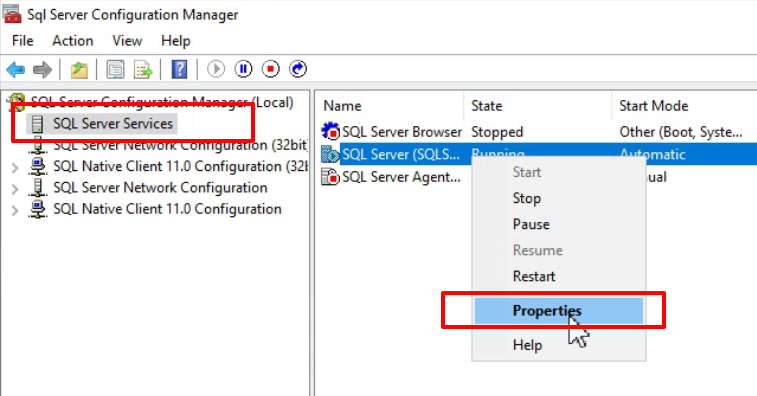 Sql Server Configuration Manager
File Action View Help
SQL Server Configuration Manager (Local)
SQL Server Services
SQL Server Network Configuration (32bit
SQL Native Client 11.0 Configuration (32l
SQL Server Network Configuration
SQL Native Client 11.0 Configuration
Name State Start Mode
SQL Server Browser Stopped Other (Boot, Syste...
SQL Server (SQLS... Running Automatic
SQL Server Agent... nual
Start
Stop
Pause
Resume
Restart
Properties
Help